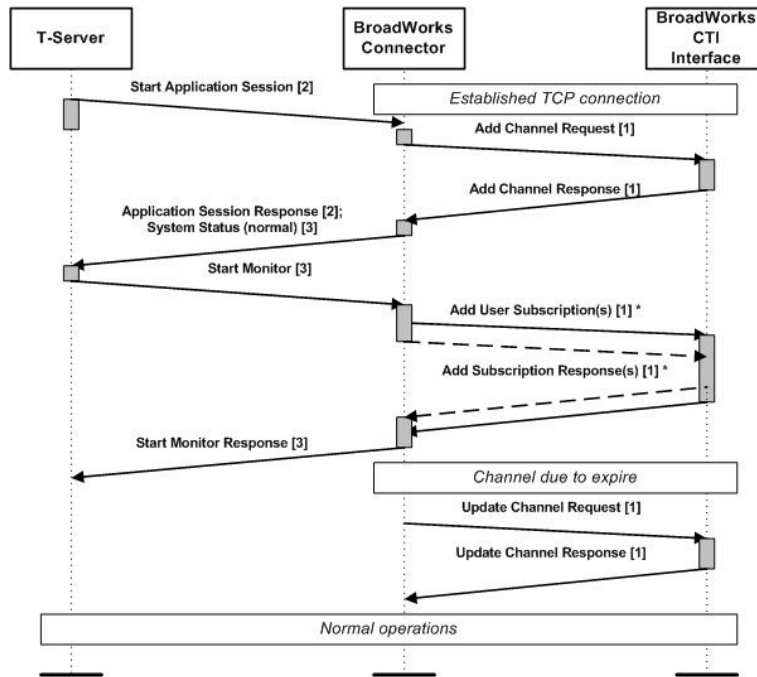 T-Server
BroadWorks
Connector
BroadWorks
CTI
Interface
Start Application Session [2]
Established TCP connection
Add Channel Request [1]
Add Channel Response [1]
Application Session Response [2];
System Status (normal) [3]
Start Monitor [3]
Add User Subscription(s) [1] *
Add Subscription Response(s) [1] *
Start Monitor Response [3]
Channel due to expire
Update Channel Request [1]
Update Channel Response [1]
Normal operations